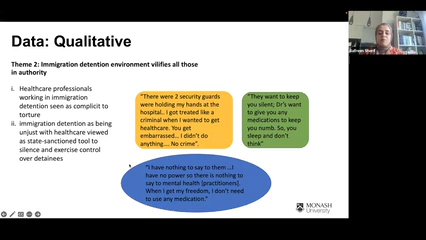 Data: Qualitative
Theme 2: Immigration detention environment vilifies all those
in authority
i. Healthcare professionals
working in immigration
detention seen as complicit to
torture
ii. immigration detention as being
unjust with healthcare viewed
as state-sanctioned tool to
silence and exercise control
over detainees
"There were 2 security guards
were holding my hands at the
hospital.. I got treated like a
criminal when I wanted to get
healthcare. You get
embarrassed... I didn't do
anything.... No crime".
"They want to keep
you silent, Dr's want
to give you any
medications to keep
you numb. So, you
sleep and don't
think"
"I have nothing to say to them ...I
have no power so there is nothing to
say to mental health [practitioners].
When I get my freedom, I don't need
to use any medication."
MONASH
University